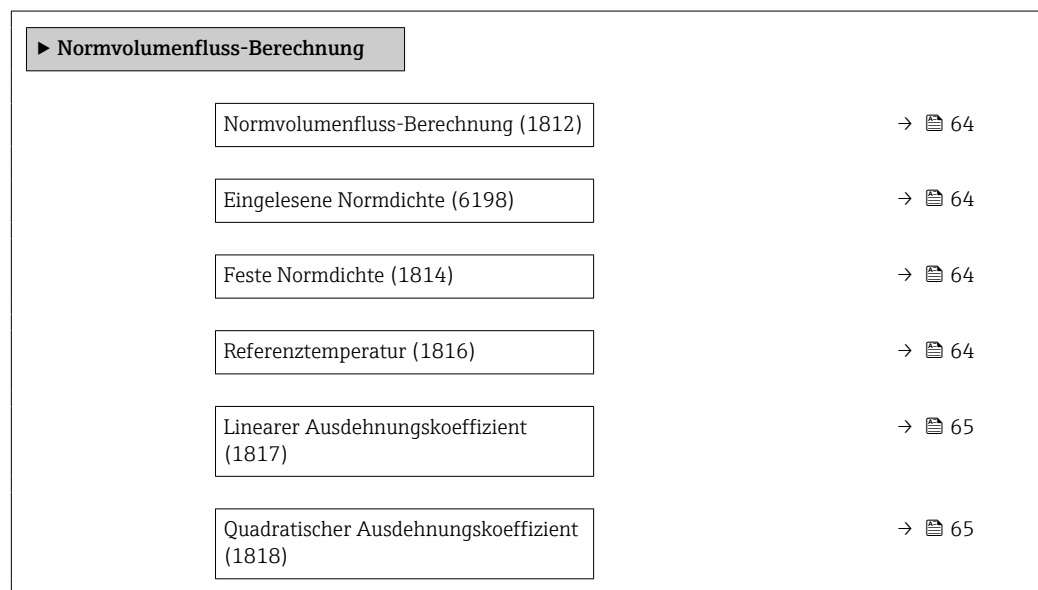 ▶ Normvolumenfluss-Berechnung
Normvolumenfluss-Berechnung (1812) → 64
Eingelesene Normdichte (6198) → 64
Feste Normdichte (1814) → 64
Referenztemperatur (1816) → 64
Linearer Ausdehnungskoeffizient
(1817) → 65
Quadratischer Ausdehnungskoeffizient
(1818) → 65